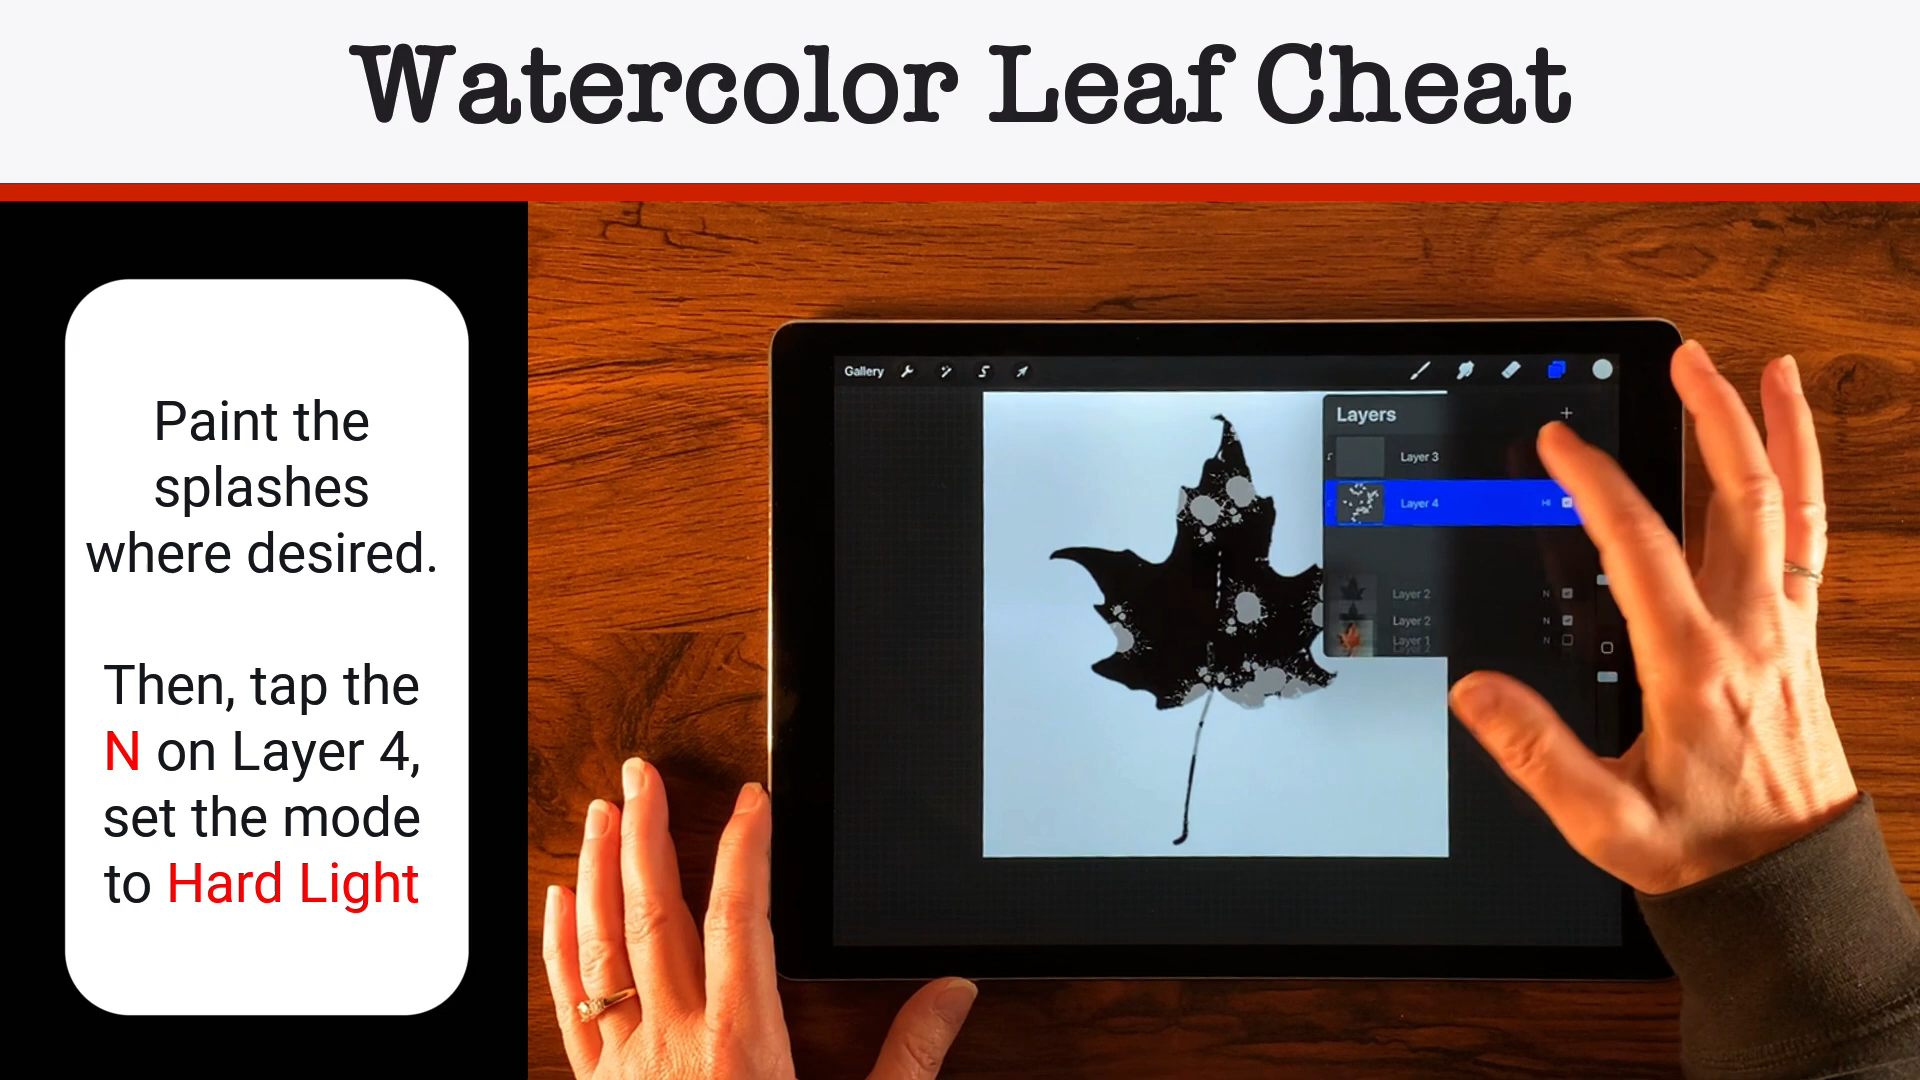 Watercolor Leaf Cheat
Paint the
splashes
where desired.
Then, tap the
N on Layer 4,
set the mode
to Hard Light
Gallery
Layers
Layer 3
Layer 4 Hl
Layer 2 N
Layer 2 N
Layer 1 N